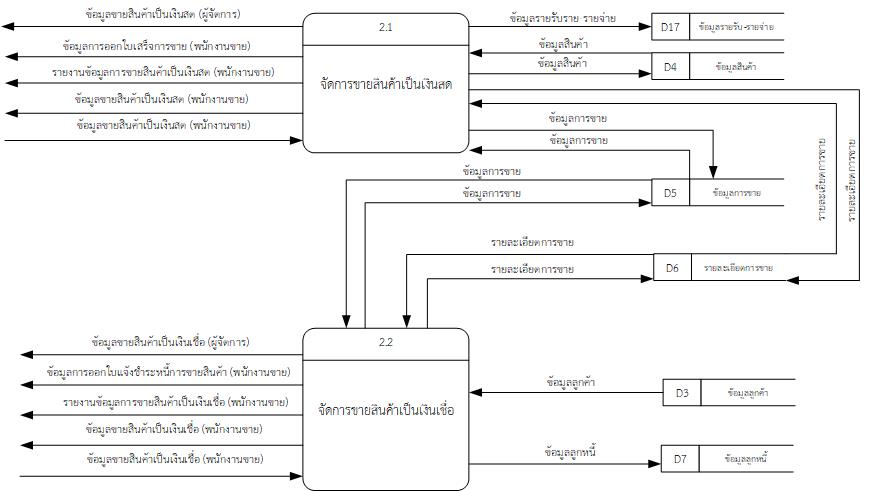 ข้อมูลขายสินค้าเป็นเงินสด (ผู้จัดการ)
ข้อมูลการออกใบเสร็จการขาย (พนักงานขาย)
รายงานข้อมูลการขายสินค้าเป็นเงินสด (พนักงานขาย)
ข้อมูลขายสินค้าเป็นเงินสด (พนักงานขาย)
ข้อมูลขายสินค้าเป็นเงินสด (พนักงานขาย)
2.1
จัดการขายสินค้าเป็นเงินสด
ข้อมูลรายรับราย รายจ่าย
D17 ข้อมูลรายรับ-รายจ่าย
ข้อมูลสินค้า
ข้อมูลสินค้า
D4 ข้อมูลสินค้า
ข้อมูลการขาย
ข้อมูลการขาย
ข้อมูลการขาย
ข้อมูลการขาย
D5 ข้อมูลการขาย
รายละเอียดการขาย
รายละเอียดการขาย
รายละเอียดการขาย
รายละเอียดการขาย
D6 รายละเอียดการขาย
ข้อมูลขายสินค้าเป็นเงินเชื่อ (ผู้จัดการ)
ข้อมูลการออกใบแจ้งชำระหนี้การขายสินค้า (พนักงานขาย)
รายงานข้อมูลการขายสินค้าเป็นเงินเชื่อ (พนักงานขาย)
ข้อมูลขายสินค้าเป็นเงินเชื่อ (พนักงานขาย)
ข้อมูลขายสินค้าเป็นเงินเชื่อ (พนักงานขาย)
2.2
จัดการขายสินค้าเป็นเงินเชื่อ
ข้อมูลลูกค้า
D3 ข้อมูลลูกค้า
ข้อมูลลูกหนี้
D7 ข้อมูลลูกหนี้